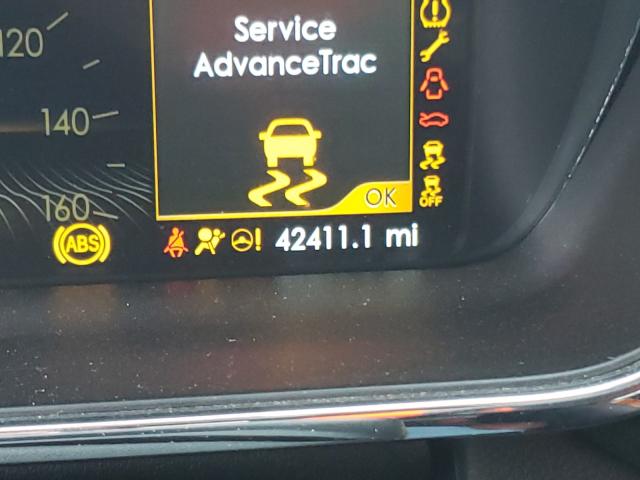 120
Service
AdvanceTrac
140
160
OK
OFF
ABS
42411.1 mi